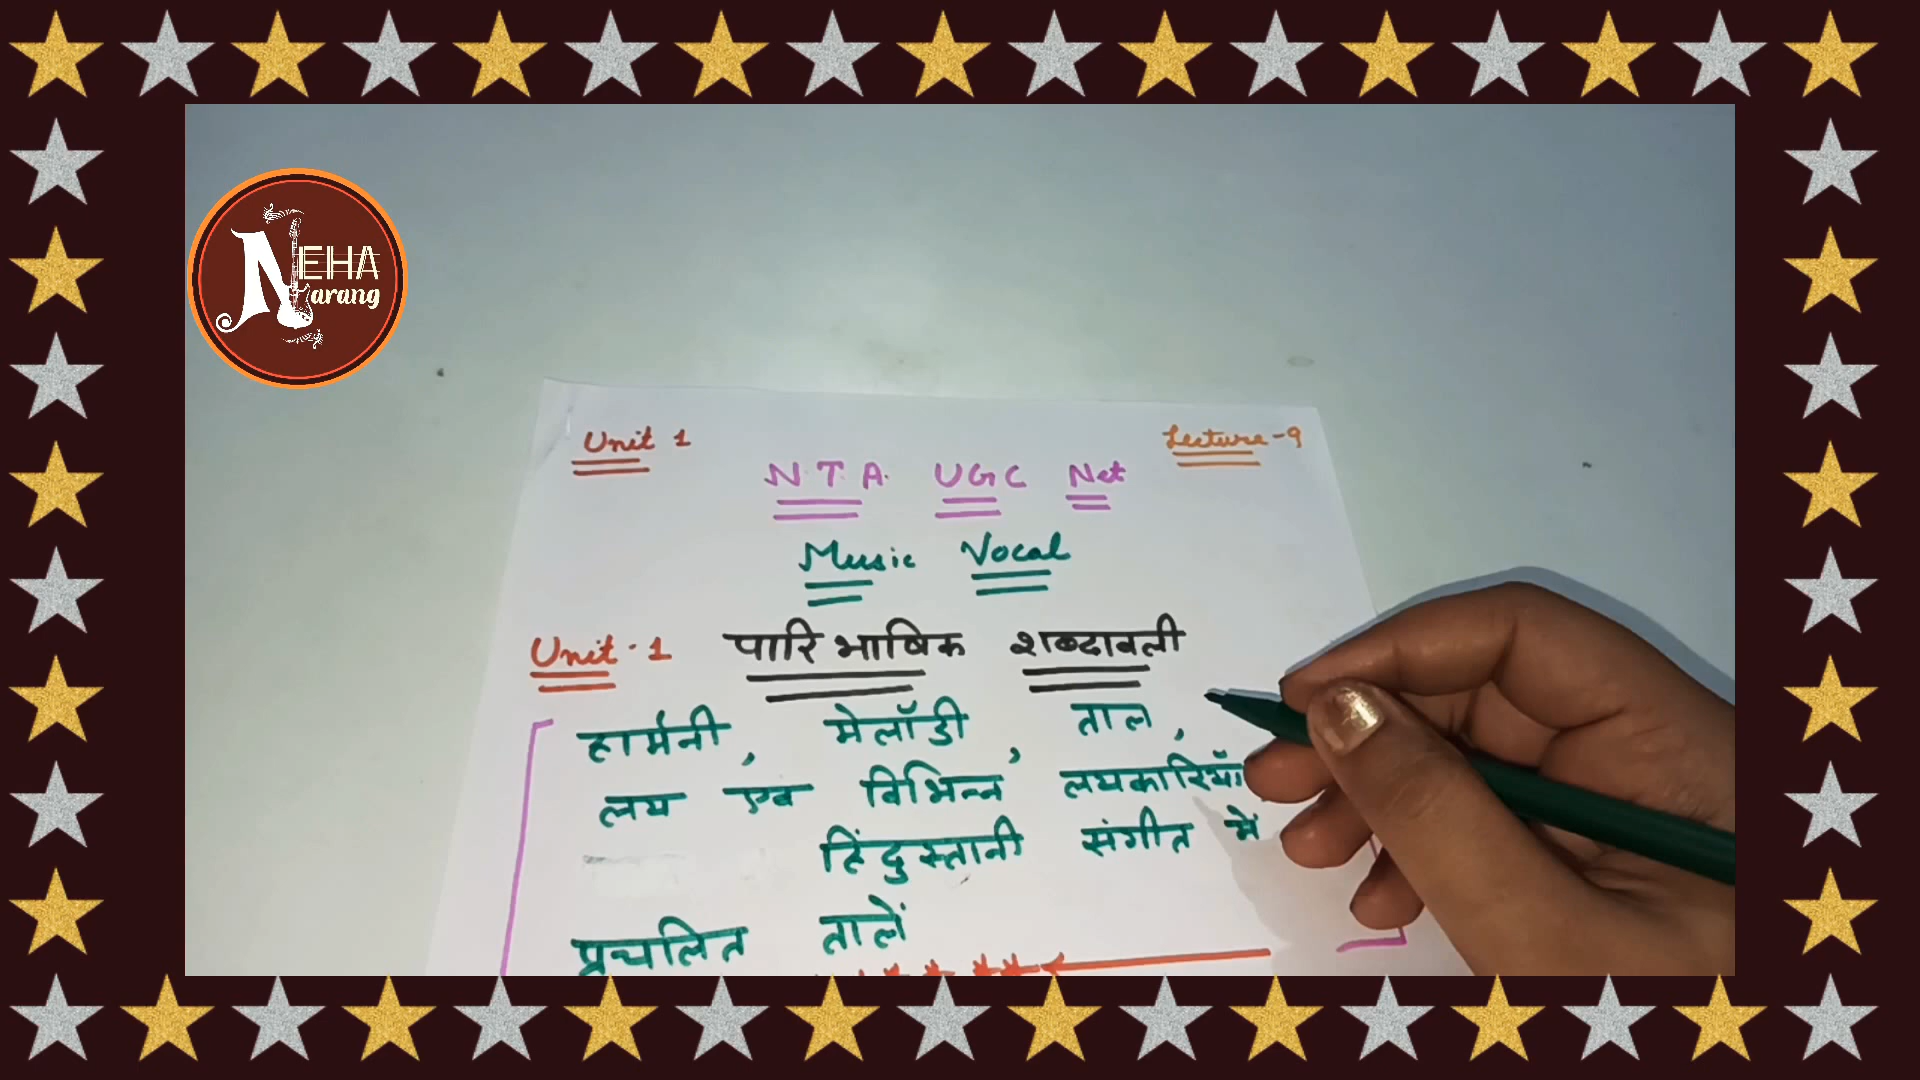 NEHA
Narang
Unit 1
Lecture-9
N.T.A. UGC Net
Music Vocal
Unit-1 पारिभाषिक शब्दावली
हार्मनी, मेलॉडी, ताल,
लय एवं विभिन्न लयकारियाँ
हिंदुस्तानी संगीत में
प्रचलित तालें